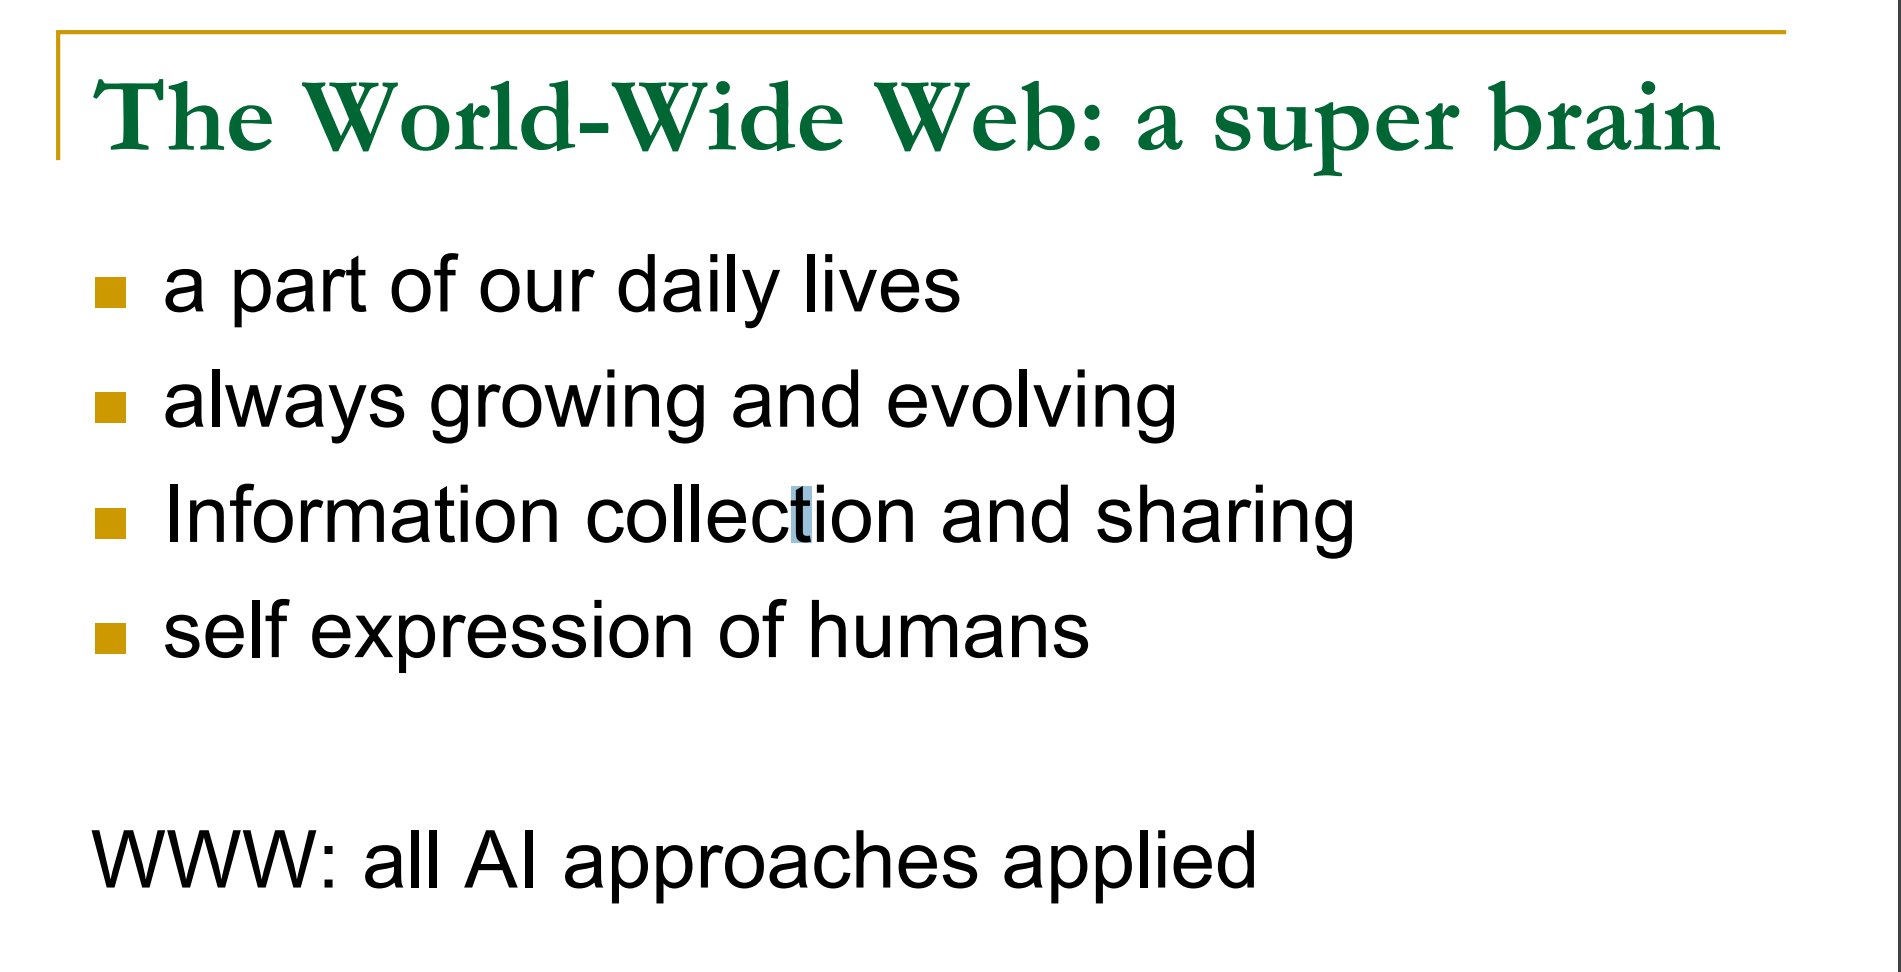 The World-Wide Web: a super brain
a part of our daily lives
always growing and evolving
Information collection and sharing
self expression of humans
WWW: all AI approaches applied